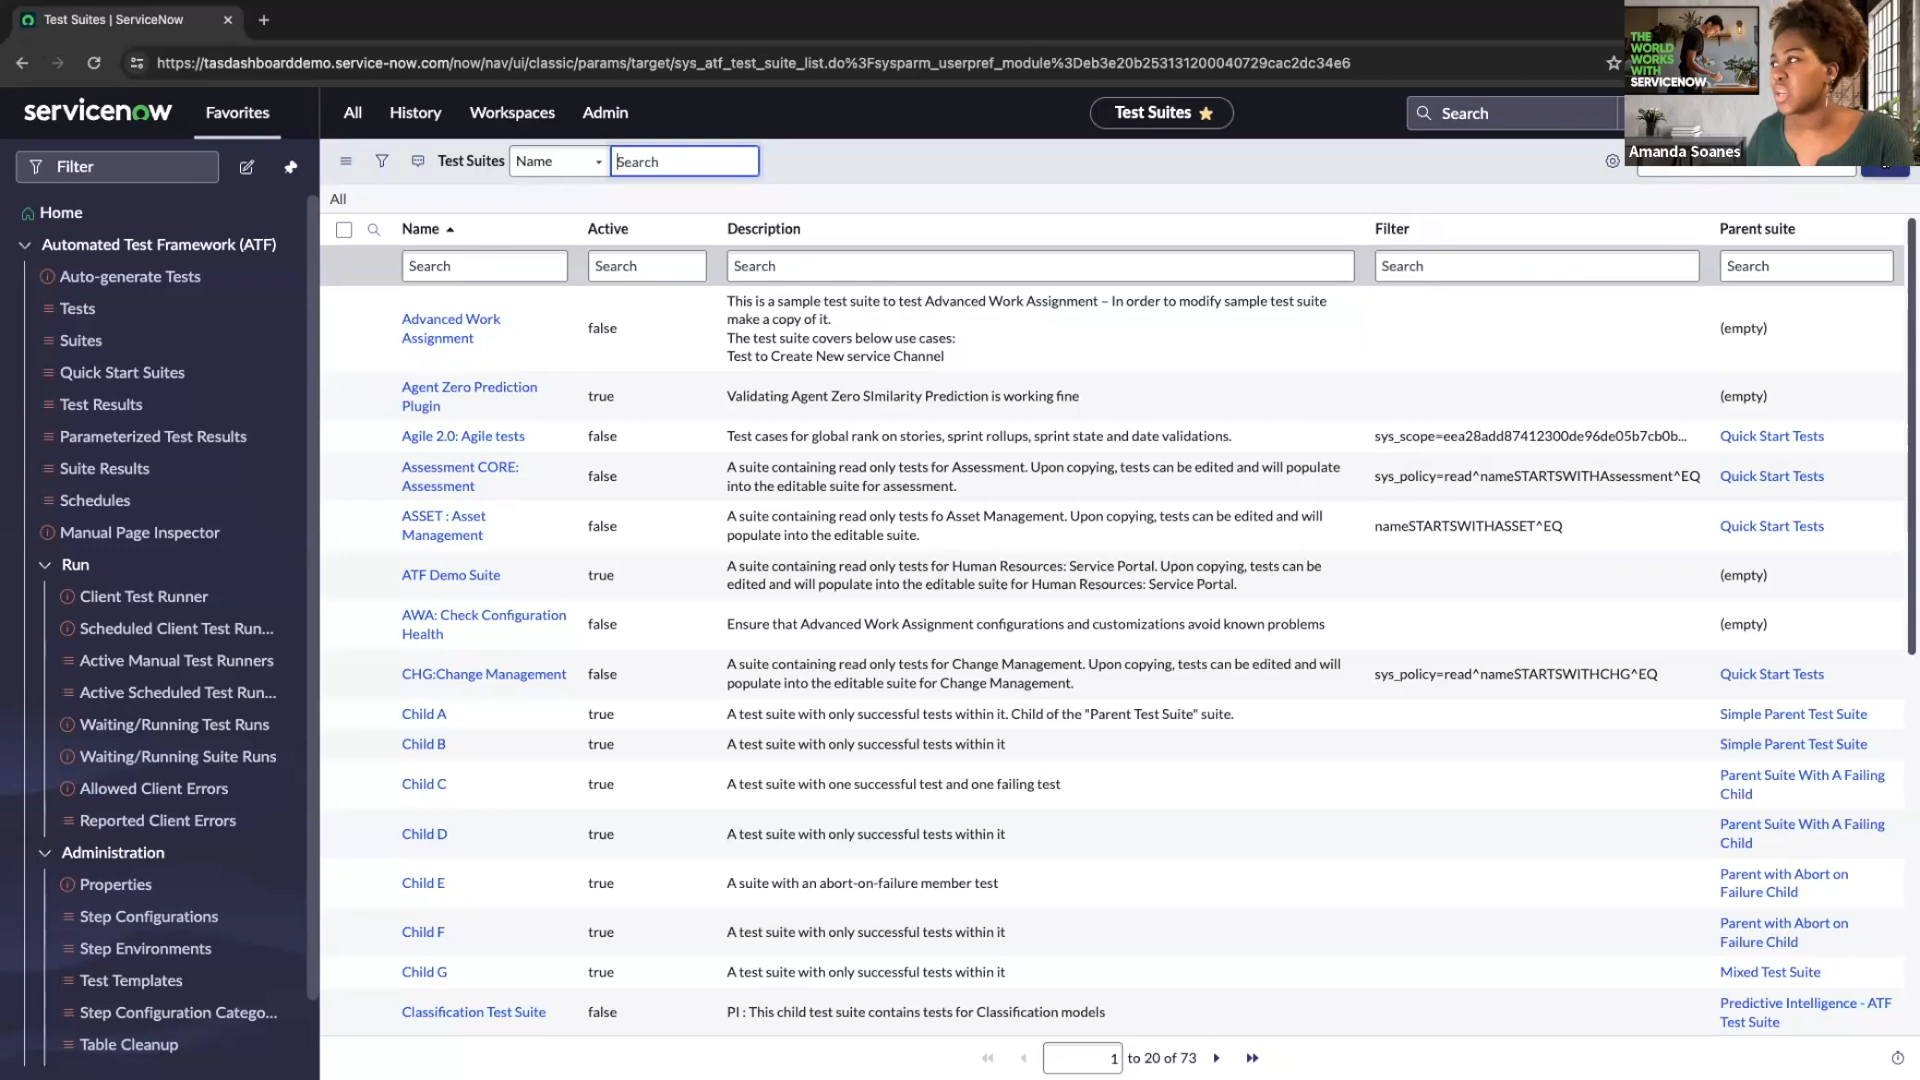 Test Suites | ServiceNow
https://tasdashboarddemo.service-now.com/now/nav/ui/classic/params/target/sys_atf_test_suite_list.do%3Fsysparm_userpref_module%3Deb3e20b253131200040729cac2dc34e6
THE
WORLD
WORKS
WITH
SERVICENOW
Amanda Soanes
servicenow
Favorites
All
History
Workspaces
Admin
Test Suites
Search
Filter
Test Suites
Name
Search
All
Home
Automated Test Framework (ATF)
Auto-generate Tests
Tests
Suites
Quick Start Suites
Test Results
Parameterized Test Results
Suite Results
Schedules
Manual Page Inspector
Run
Client Test Runner
Scheduled Client Test Run...
Active Manual Test Runners
Active Scheduled Test Run...
Waiting/Running Test Runs
Waiting/Running Suite Runs
Allowed Client Errors
Reported Client Errors
Administration
Properties
Step Configurations
Step Environments
Test Templates
Step Configuration Catego...
Table Cleanup
Name
Active
Description
Filter
Parent suite
Search
Search
Search
Search
Search
Advanced Work
Assignment
false
This is a sample test suite to test Advanced Work Assignment – In order to modify sample test suite
make a copy of it.
The test suite covers below use cases:
Test to Create New service Channel
(empty)
Agent Zero Prediction
Plugin
true
Validating Agent Zero SImilarity Prediction is working fine
(empty)
Agile 2.0: Agile tests
false
Test cases for global rank on stories, sprint rollups, sprint state and date validations.
sys_scope=eea28add87412300de96de05b7cb0b...
Quick Start Tests
Assessment CORE:
Assessment
false
A suite containing read only tests for Assessment. Upon copying, tests can be edited and will populate
into the editable suite for assessment.
sys_policy=read^nameSTARTSWITHAssessment^EQ
Quick Start Tests
ASSET : Asset
Management
false
A suite containing read only tests fo Asset Management. Upon copying, tests can be edited and will
populate into the editable suite.
nameSTARTSWITHASSET^EQ
Quick Start Tests
ATF Demo Suite
true
A suite containing read only tests for Human Resources: Service Portal. Upon copying, tests can be
edited and will populate into the editable suite for Human Resources: Service Portal.
(empty)
AWA: Check Configuration
Health
false
Ensure that Advanced Work Assignment configurations and customizations avoid known problems
(empty)
CHG:Change Management
false
A suite containing read only tests for Change Management. Upon copying, tests can be edited and will
populate into the editable suite for Change Management.
sys_policy=read^nameSTARTSWITHCHG^EQ
Quick Start Tests
Child A
true
A test suite with only successful tests within it. Child of the "Parent Test Suite" suite.
Simple Parent Test Suite
Child B
true
A test suite with only successful tests within it
Simple Parent Test Suite
Child C
true
A test suite with one successful test and one failing test
Parent Suite With A Failing
Child
Child D
true
A test suite with only successful tests within it
Parent Suite With A Failing
Child
Child E
true
A suite with an abort-on-failure member test
Parent with Abort on
Failure Child
Child F
true
A test suite with only successful tests within it
Parent with Abort on
Failure Child
Child G
true
A test suite with only successful tests within it
Mixed Test Suite
Classification Test Suite
false
PI : This child test suite contains tests for Classification models
Predictive Intelligence - ATF
Test Suite
1 to 20 of 73